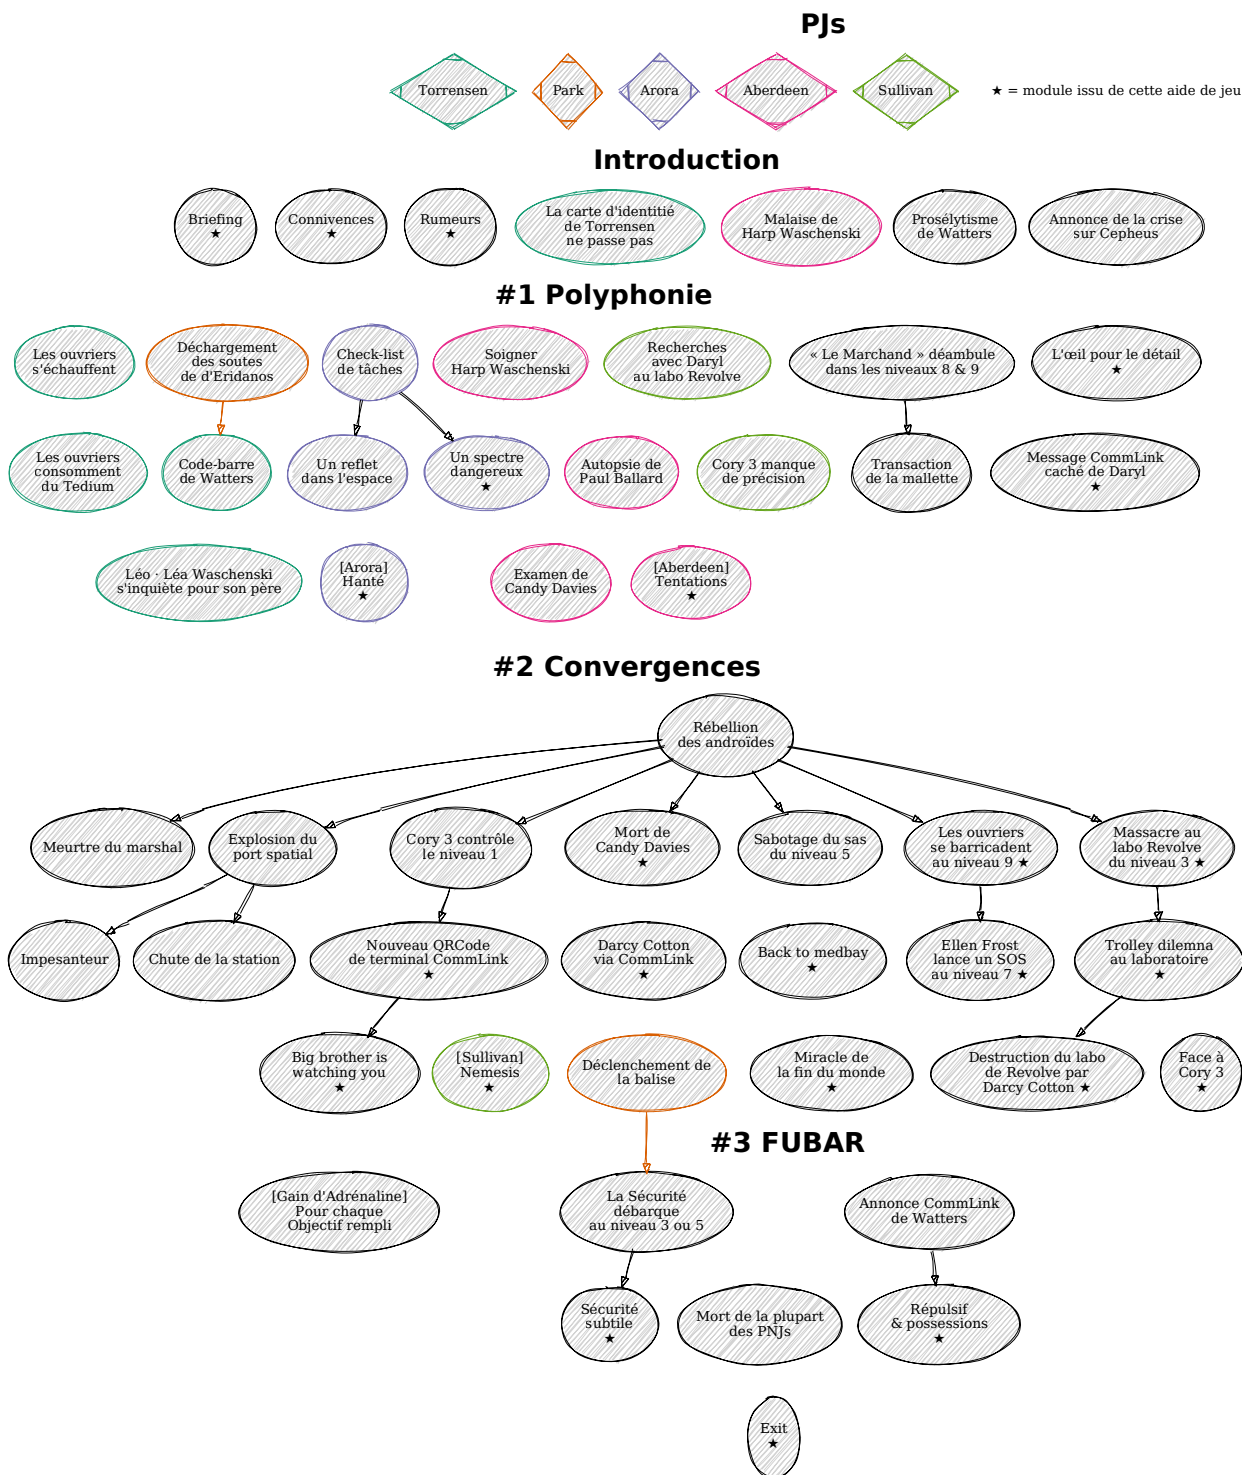 PJs
Torrensen
Park
Arora
Aberdeen
Sullivan
★ = module issu de cette aide de jeu
Introduction
Briefing
★
Connivences
★
Rumeurs
★
La carte d'identitié
de Torrensen
ne passe pas
Malaise de
Harp Waschenski
Prosélytisme
de Watters
Annonce de la crise
sur Cepheus
#1 Polyphonie
Les ouvriers
s'échauffent
Déchargement
des soutes
de d'Eridanos
Check-list
de tâches
Soigner
Harp Waschenski
Recherches
avec Daryl
au labo Revolve
« Le Marchand » déambule
dans les niveaux 8 & 9
L'œil pour le détail
★
Les ouvriers
consomment
du Tedium
Code-barre
de Watters
Un reflet
dans l'espace
Un spectre
dangereux
★
Autopsie de
Paul Ballard
Cory 3 manque
de précision
Transaction
de la mallette
Message CommLink
caché de Daryl
★
Léo · Léa Waschenski
s'inquiète pour son père
[Arora]
Hanté
★
Examen de
Candy Davies
[Aberdeen]
Tentations
★
#2 Convergences
Rébellion
des androïdes
Meurtre du marshal
Explosion du
port spatial
Cory 3 contrôle
le niveau 1
Mort de
Candy Davies
★
Sabotage du sas
du niveau 5
Les ouvriers
se barricadent
au niveau 9 ★
Massacre au
labo Revolve
du niveau 3 ★
Impesanteur
Chute de la station
Nouveau QRCode
de terminal CommLink
★
Darcy Cotton
via CommLink
★
Back to medbay
★
Ellen Frost
lance un SOS
au niveau 7 ★
Trolley dilemna
au laboratoire
★
Big brother is
watching you
★
[Sullivan]
Nemesis
★
Déclenchement de
la balise
Miracle de
la fin du monde
★
Destruction du labo
de Revolve par
Darcy Cotton ★
Face à
Cory 3
★
#3 FUBAR
[Gain d'Adrénaline]
Pour chaque
Objectif rempli
La Sécurité
débarque
au niveau 3 ou 5
Annonce CommLink
de Watters
Sécurité
subtile
★
Mort de la plupart
des PNJs
Répulsif
& possessions
★
Exit
★